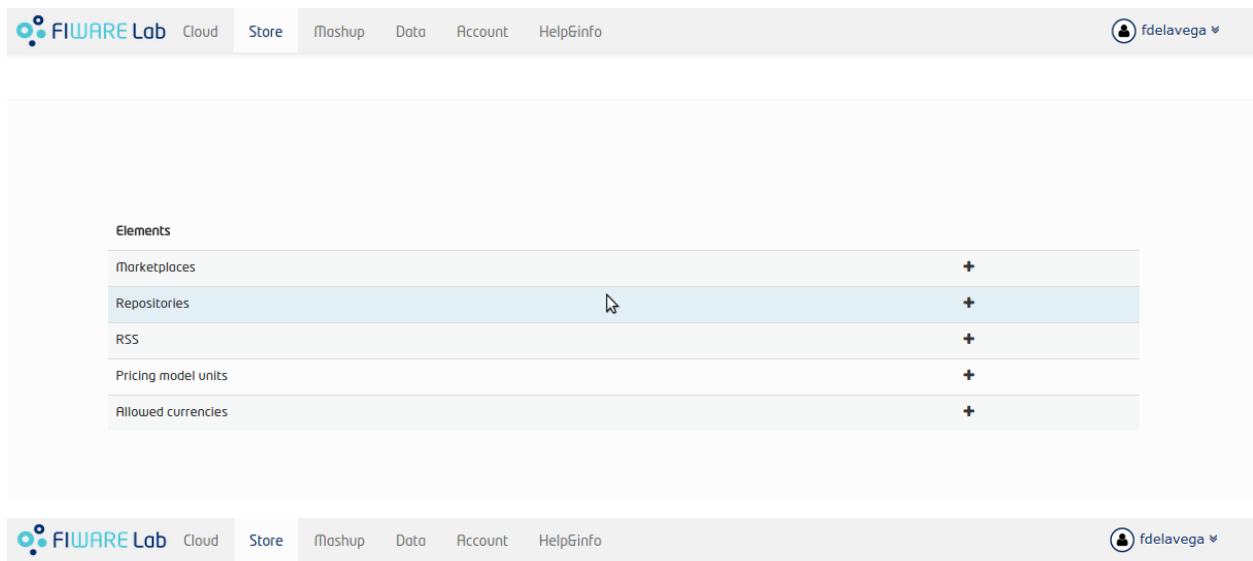 FIWARE Lab Cloud Store Mashup Data Account Help&info fdelavega
Elements
Marketplaces
Repositories
RSS
Pricing model units
Allowed currencies
FIWARE Lab Cloud Store Mashup Data Account Help&info fdelavega